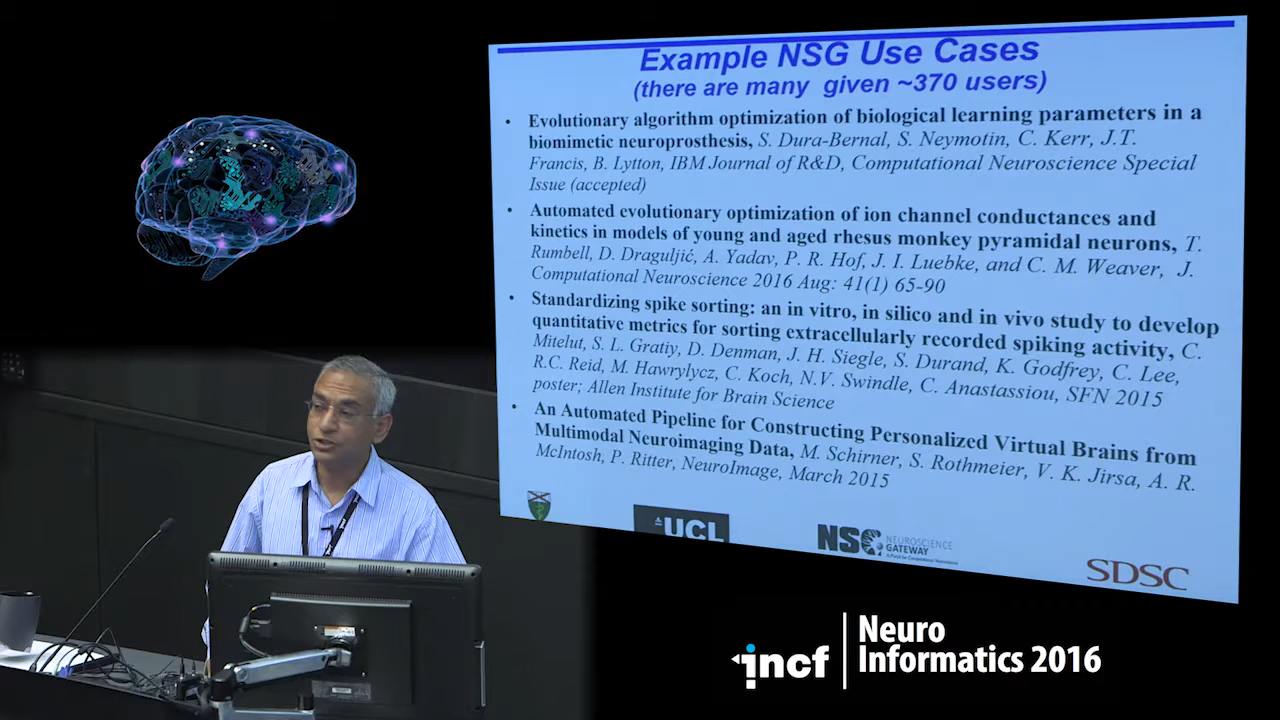 Example NSG Use Cases
(there are many given ~370 users)
• Evolutionary algorithm optimization of biological learning parameters in a
biomimetic neuroprosthesis, S. Dura-Bernal, S. Neymotin, C. Kerr, J.T.
Francis, B. Lytton, IBM Journal of R&D, Computational Neuroscience Special
Issue (accepted)
• Automated evolutionary optimization of ion channel conductances and
kinetics in models of young and aged rhesus monkey pyramidal neurons, T.
Rumbell, D. Draguljić, A. Yadav, P. R. Hof, J. I. Luebke, and C. M. Weaver, J.
Computational Neuroscience 2016 Aug: 41(1) 65-90
• Standardizing spike sorting: an in vitro, in silico and in vivo study to develop
quantitative metrics for sorting extracellularly recorded spiking activity, C.
Mitelut, S. L. Gratiy, D. Denman, J. H. Siegle, S. Durand, K. Godfrey, C. Lee,
R.C. Reid, M. Hawrylycz, C. Koch, N.V. Swindle, C. Anastassiou, SFN 2015
poster; Allen Institute for Brain Science
• An Automated Pipeline for Constructing Personalized Virtual Brains from
Multimodal Neuroimaging Data, M. Schirner, S. Rothmeier, V. K. Jirsa, A. R.
McIntosh, P. Ritter, NeuroImage, March 2015
UCL
NSG
NEUROSCIENCE
GATEWAY
SDSC
incf
Neuro
Informatics 2016